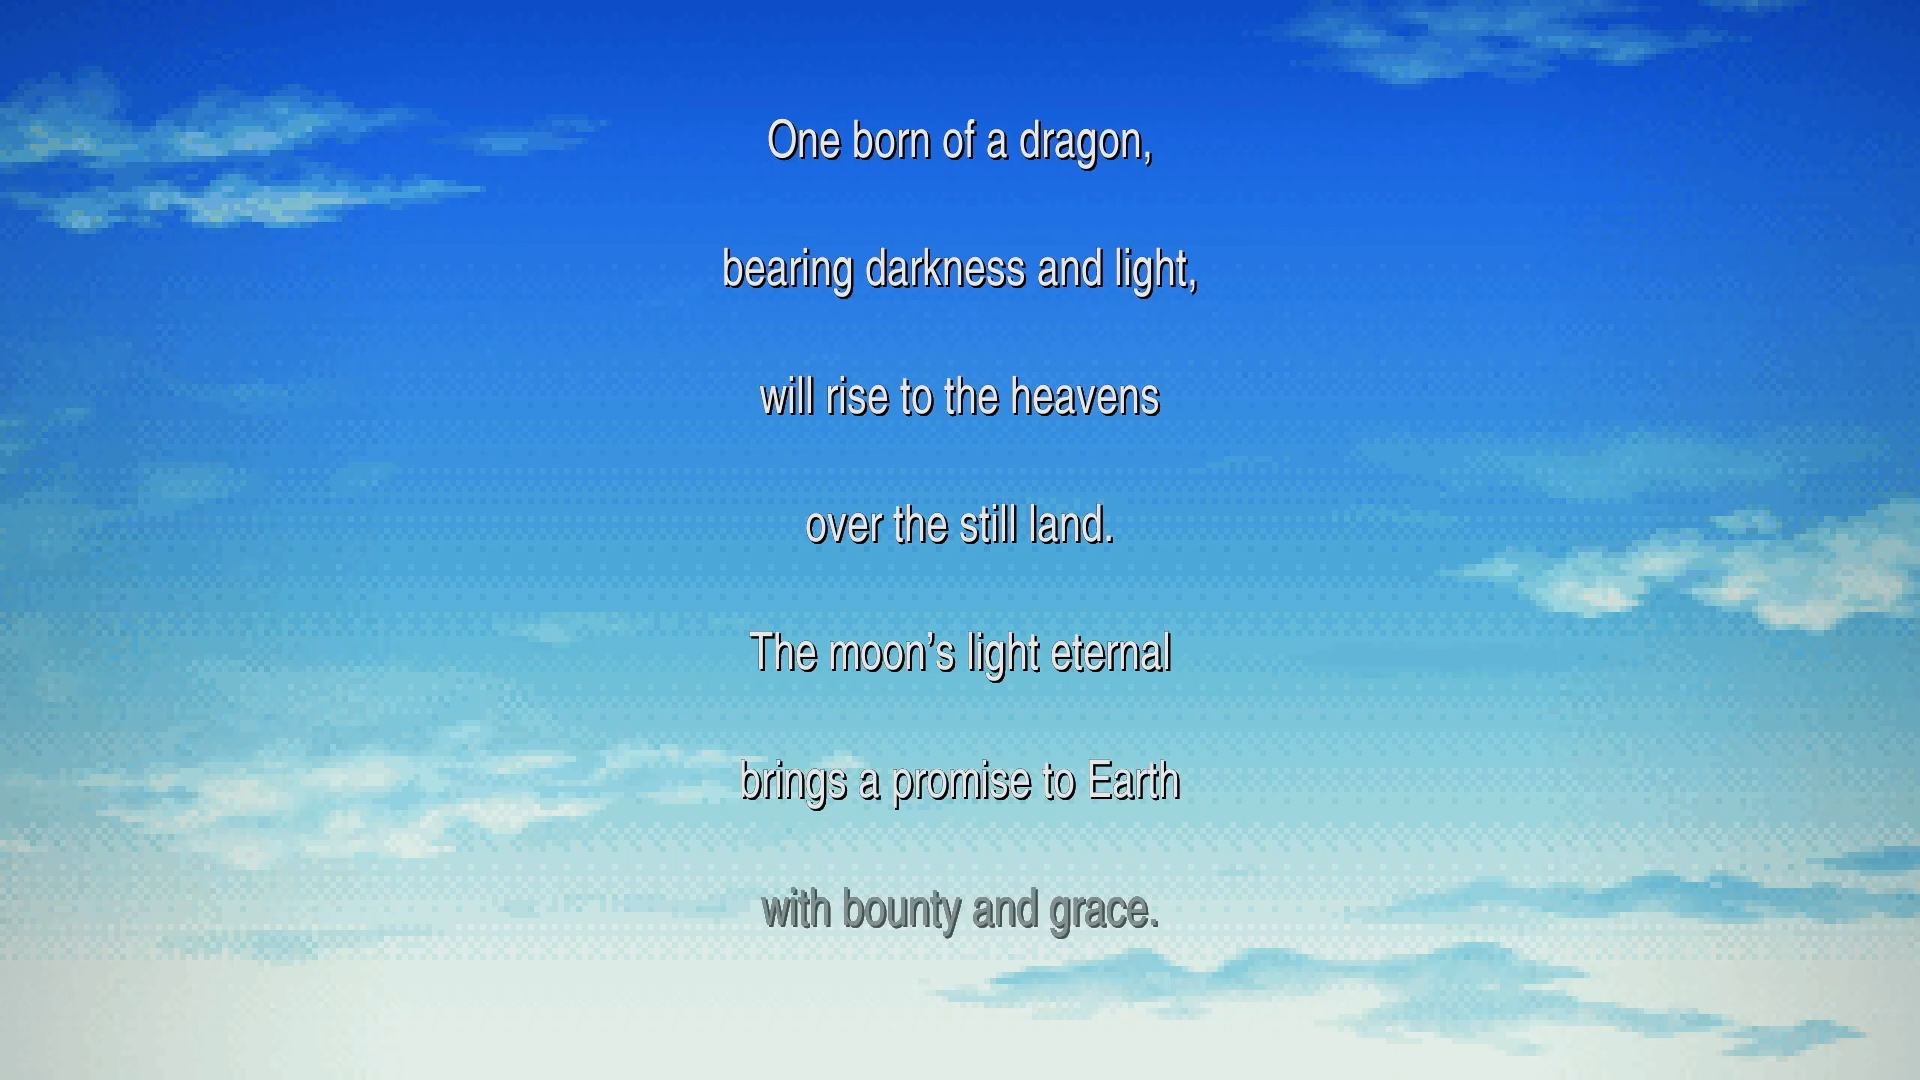 One born of a dragon,
bearing darkness and light,
will rise to the heavens
over the still land.
The moon’s light eternal
brings a promise to Earth
with bounty and grace.